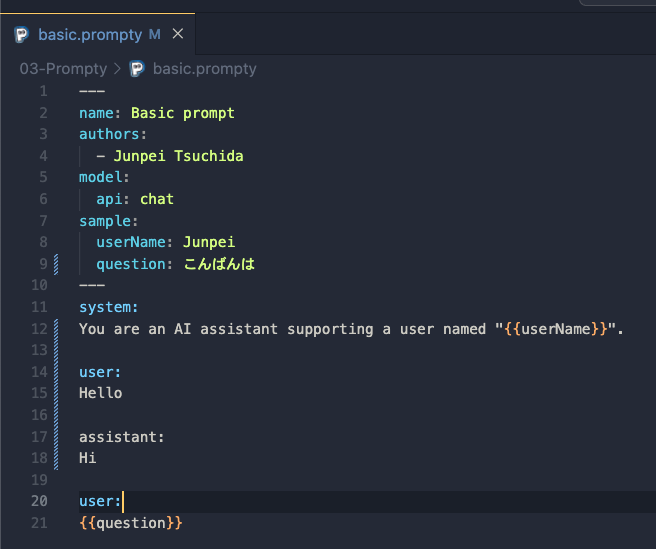 basic.prompty M ×
03-Prompty > basic.prompty
1 ---
2 name: Basic prompt
3 authors:
4 - Junpei Tsuchida
5 model:
6 api: chat
7 sample:
8 userName: Junpei
9 question: こんばんは
10 ---
11 system:
12 You are an AI assistant supporting a user named "{{userName}}".
13
14 user:
15 Hello
16
17 assistant:
18 Hi
19
20 user:
21 {{question}}